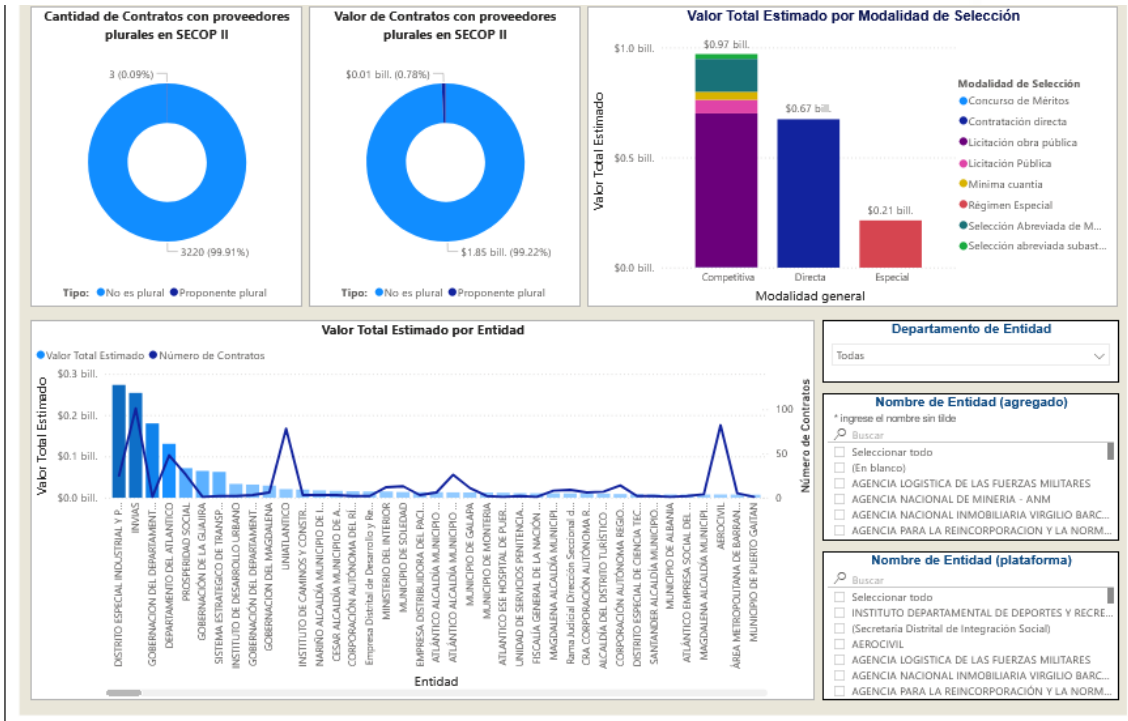 Cantidad de Contratos con proveedores
plurales en SECOP II
3 (0.09%)
3220 (99.91%)
Tipo: No es plural Proponente plural
Valor de Contratos con proveedores
plurales en SECOP II
$0.01 bill. (0.78%)
$1.85 bill. (99.22%)
Tipo: No es plural Proponente plural
Valor Total Estimado por Modalidad de Selección
Valor Total Estimado
$1.0 bill.
$0.5 bill.
$0.0 bill.
$0.97 bill.
$0.67 bill.
$0.21 bill.
Competitiva
Directa
Especial
Modalidad general
Modalidad de Selección
Concurso de Méritos
Contratación directa
Licitación obra pública
Licitación Pública
Mínima cuantía
Régimen Especial
Selección Abreviada de M...
Selección abreviada subast...
Valor Total Estimado por Entidad
Valor Total Estimado Número de Contratos
Valor Total Estimado
$0.3 bill.
$0.2 bill.
$0.1 bill.
$0.0 bill.
100
50
0
Número de Contratos
DISTRITO ESPECIAL INDUSTRIAL Y P...
INVIAS
GOBERNACION DEL DEPARTAMENT...
DEPARTAMENTO DEL ATLANTICO
PROSPERIDAD SOCIAL
GOBERNACIÓN DE LA GUAJIRA
SISTEMA ESTRATEGICO DE TRANSP...
INSTITUTO DE DESARROLLO URBANO
GOBERNACIÓN DEL DEPARTAMENT...
GOBERNACION DEL MAGDALENA
UNIATLANTICO
INSTITUTO DE CAMINOS Y CONSTR...
NARIÑO ALCALDÍA MUNICIPIO DE I...
CESAR ALCALDÍA MUNICIPIO DE A...
CORPORACIÓN AUTÓNOMA DEL RÍ...
Empresa Distrital de Desarrollo y Re...
MINISTERIO DEL INTERIOR
MUNICIPIO DE SOLEDAD
EMPRESA DISTRIBUIDORA DEL PACI...
ATLÁNTICO ALCALDÍA MUNICIPIO ...
ATLÁNTICO ALCALDÍA MUNICIPIO ...
MUNICIPIO DE GALAPA
MUNICIPIO DE MONTERIA
ATLANTICO ESE HOSPITAL DE PUER...
UNIDAD DE SERVICIOS PENITENCIA...
FISCALÍA GENERAL DE LA NACIÓN ...
MAGDALENA ALCALDÍA MUNICIPI...
Rama Judicial Dirección Seccional d...
CRA CORPORACIÓN AUTÓNOMA R...
ALCALDÍA DEL DISTRITO TURÍSTICO ...
CORPORACIÓN AUTÓNOMA REGIO...
DISTRITO ESPECIAL DE CIENCIA TEC...
SANTANDER ALCALDÍA MUNICIPIO...
MUNICIPIO DE ALBANIA
ATLÁNTICO EMPRESA SOCIAL DEL ...
MAGDALENA ALCALDÍA MUNICIPI...
AEROCIVIL
ÁREA METROPOLITANA DE BARRAN...
MUNICIPIO DE PUERTO GAITAN
Entidad
Departamento de Entidad
Todas
Nombre de Entidad (agregado)
* ingrese el nombre sin tilde
Buscar
Seleccionar todo
(En blanco)
AGENCIA LOGISTICA DE LAS FUERZAS MILITARES
AGENCIA NACIONAL DE MINERIA - ANM
AGENCIA NACIONAL INMOBILIARIA VIRGILIO BARC...
AGENCIA PARA LA REINCORPORACION Y LA NORM...
Nombre de Entidad (plataforma)
Buscar
Seleccionar todo
INSTITUTO DEPARTAMENTAL DE DEPORTES Y RECRE...
(Secretaria Distrital de Integración Social)
AEROCIVIL
AGENCIA LOGISTICA DE LAS FUERZAS MILITARES
AGENCIA NACIONAL INMOBILIARIA VIRGILIO BARC...
AGENCIA PARA LA REINCORPORACIÓN Y LA NORM...